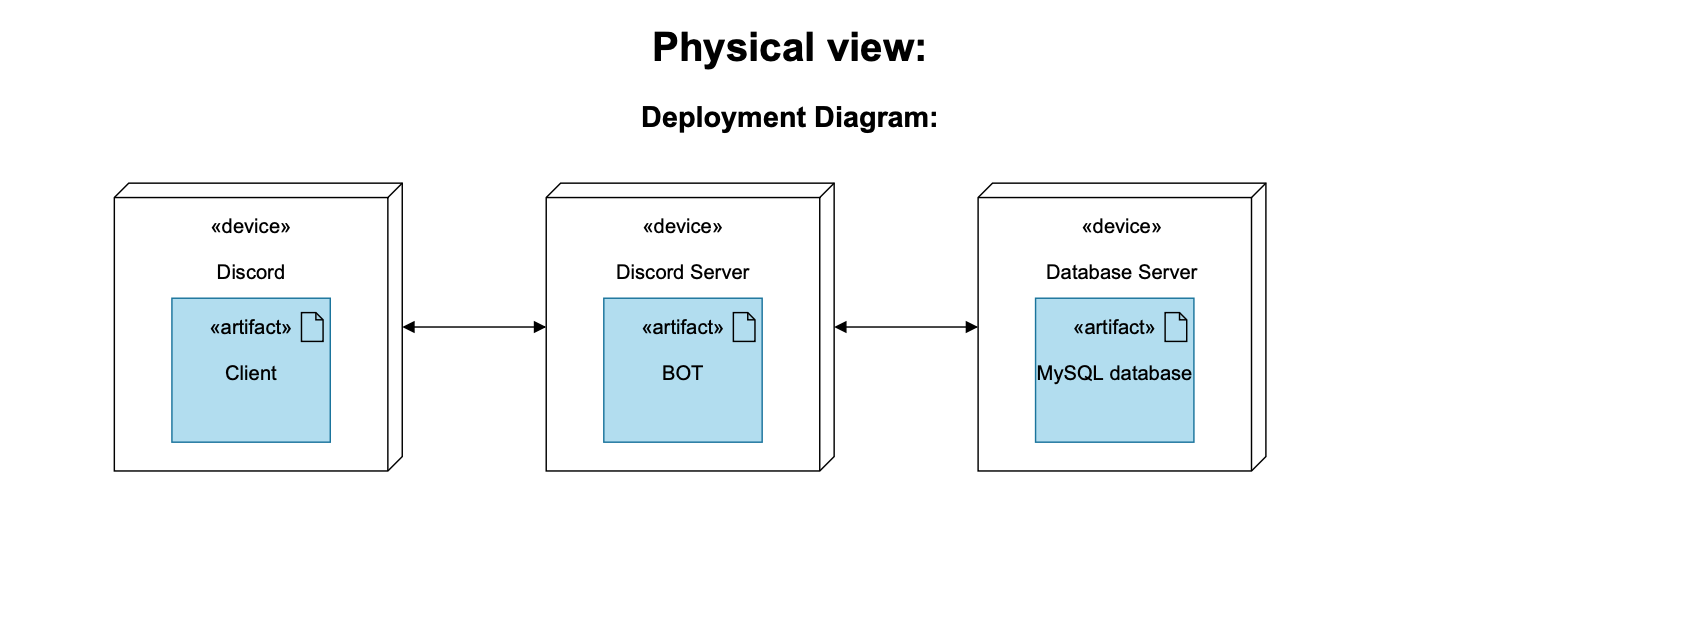 Physical view:
Deployment Diagram:
«device»
Discord
«artifact»
Client
«device»
Discord Server
«artifact»
BOT
«device»
Database Server
«artifact»
MySQL database